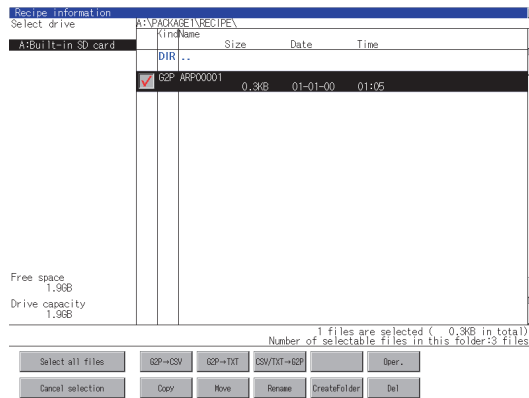 Recipe information
Select drive
A:\PACKAGE1\RECIPE\
Kind Name
Size Date Time
A:Built-in SD card
DIR ..
G2P ARP00001
0.3KB 01-01-00 01:05
Free space
1.9GB
Drive capacity
1.9GB
1 files are selected ( 0.3KB in total)
Number of selectable files in this folder:3 files
Select all files G2P→CSV G2P→TXT CSV/TXT→G2P Oper.
Cancel selection Copy Move Rename CreateFolder Del